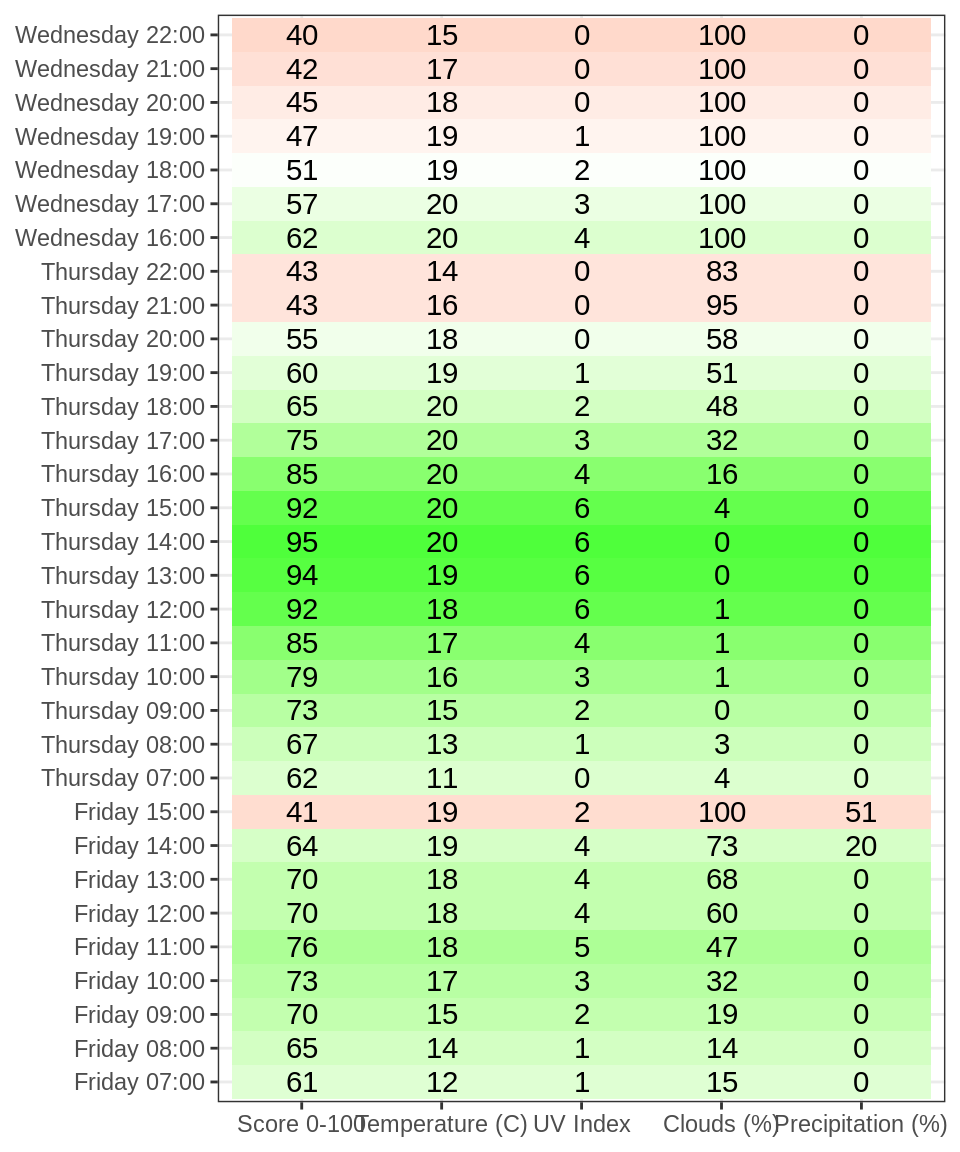 Wednesday 22:00 40 15 0 100 0
Wednesday 21:00 42 17 0 100 0
Wednesday 20:00 45 18 0 100 0
Wednesday 19:00 47 19 1 100 0
Wednesday 18:00 51 19 2 100 0
Wednesday 17:00 57 20 3 100 0
Wednesday 16:00 62 20 4 100 0
Thursday 22:00 43 14 0 83 0
Thursday 21:00 43 16 0 95 0
Thursday 20:00 55 18 0 58 0
Thursday 19:00 60 19 1 51 0
Thursday 18:00 65 20 2 48 0
Thursday 17:00 75 20 3 32 0
Thursday 16:00 85 20 4 16 0
Thursday 15:00 92 20 6 4 0
Thursday 14:00 95 20 6 0 0
Thursday 13:00 94 19 6 0 0
Thursday 12:00 92 18 6 1 0
Thursday 11:00 85 17 4 1 0
Thursday 10:00 79 16 3 1 0
Thursday 09:00 73 15 2 0 0
Thursday 08:00 67 13 1 3 0
Thursday 07:00 62 11 0 4 0
Friday 15:00 41 19 2 100 51
Friday 14:00 64 19 4 73 20
Friday 13:00 70 18 4 68 0
Friday 12:00 70 18 4 60 0
Friday 11:00 76 18 5 47 0
Friday 10:00 73 17 3 32 0
Friday 09:00 70 15 2 19 0
Friday 08:00 65 14 1 14 0
Friday 07:00 61 12 1 15 0
Score 0-100 Temperature (C) UV Index Clouds (%) Precipitation (%)